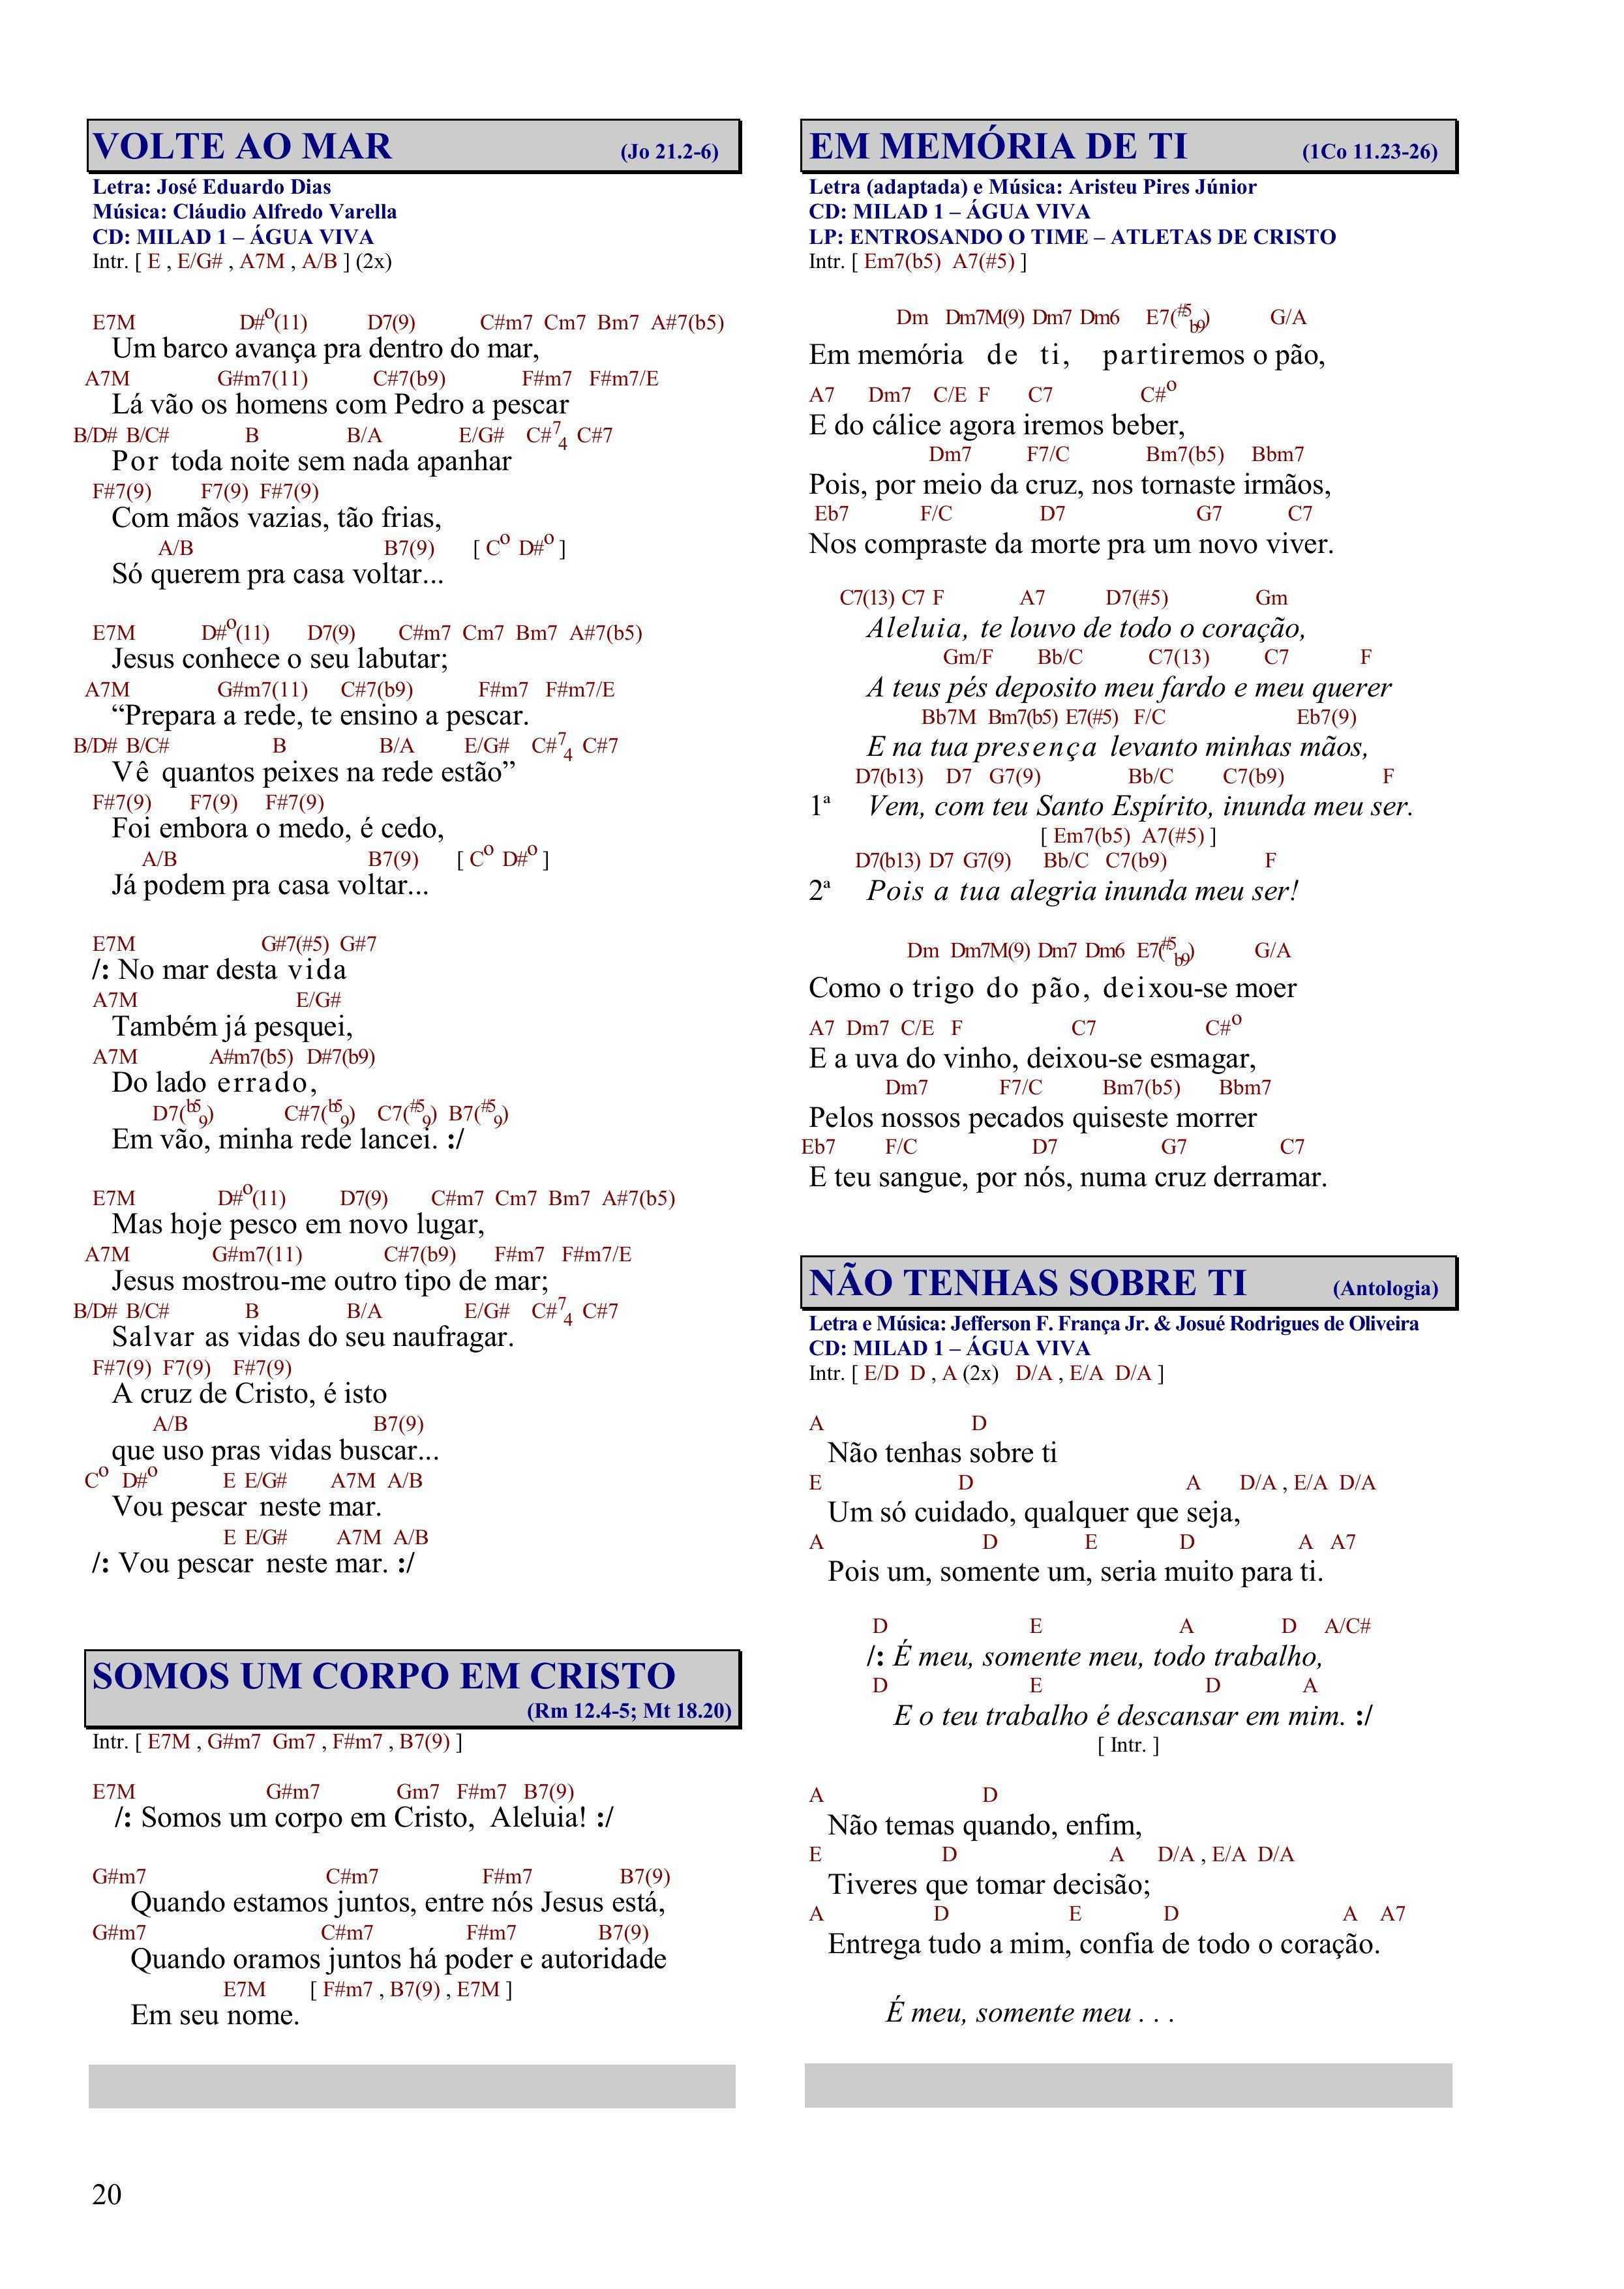 VOLTE AO MAR (Jo 21.2-6)
Letra: José Eduardo Dias
Música: Cláudio Alfredo Varella
CD: MILAD 1 – ÁGUA VIVA
Intr. [ E , E/G# , A7M , A/B ] (2x)
E7M D#º(11) D7(9) C#m7 Cm7 Bm7 A#7(b5)
Um barco avança pra dentro do mar,
A7M G#m7(11) C#7(b9) F#m7 F#m7/E
Lá vão os homens com Pedro a pescar
B/D# B/C# B B/A E/G# C#7 4 C#7
Por toda noite sem nada apanhar
F#7(9) F7(9) F#7(9)
Com mãos vazias, tão frias,
A/B B7(9) [ Cº D#º ]
Só querem pra casa voltar...
E7M D#º(11) D7(9) C#m7 Cm7 Bm7 A#7(b5)
Jesus conhece o seu labutar;
A7M G#m7(11) C#7(b9) F#m7 F#m7/E
“Prepara a rede, te ensino a pescar.
B/D# B/C# B B/A E/G# C#7 4 C#7
Vê quantos peixes na rede estão”
F#7(9) F7(9) F#7(9)
Foi embora o medo, é cedo,
A/B B7(9) [ Cº D#º ]
Já podem pra casa voltar...
E7M G#7(#5) G#7
/: No mar desta vida
A7M E/G#
Também já pesquei,
A7M A#m7(b5) D#7(b9)
Do lado errado,
D7(b5 9) C#7(b5 9) C7(#5 9) B7(#5 9)
Em vão, minha rede lancei. :/
E7M D#º(11) D7(9) C#m7 Cm7 Bm7 A#7(b5)
Mas hoje pesco em novo lugar,
A7M G#m7(11) C#7(b9) F#m7 F#m7/E
Jesus mostrou-me outro tipo de mar;
B/D# B/C# B B/A E/G# C#7 4 C#7
Salvar as vidas do seu naufragar.
F#7(9) F7(9) F#7(9)
A cruz de Cristo, é isto
A/B B7(9)
que uso pras vidas buscar...
Cº D#º E E/G# A7M A/B
Vou pescar neste mar.
E E/G# A7M A/B
/: Vou pescar neste mar. :/
SOMOS UM CORPO EM CRISTO
(Rm 12.4-5; Mt 18.20)
Intr. [ E7M , G#m7 Gm7 , F#m7 , B7(9) ]
E7M G#m7 Gm7 F#m7 B7(9)
/: Somos um corpo em Cristo, Aleluia! :/
G#m7 C#m7 F#m7 B7(9)
Quando estamos juntos, entre nós Jesus está,
G#m7 C#m7 F#m7 B7(9)
Quando oramos juntos há poder e autoridade
E7M [ F#m7 , B7(9) , E7M ]
Em seu nome.
EM MEMÓRIA DE TI (1Co 11.23-26)
Letra (adaptada) e Música: Aristeu Pires Júnior
CD: MILAD 1 – ÁGUA VIVA
LP: ENTROSANDO O TIME – ATLETAS DE CRISTO
Intr. [ Em7(b5) A7(#5) ]
Dm Dm7M(9) Dm7 Dm6 E7(#5 b9) G/A
Em memória de ti, partiremos o pão,
A7 Dm7 C/E F C7 C#º
E do cálice agora iremos beber,
Dm7 F7/C Bm7(b5) Bbm7
Pois, por meio da cruz, nos tornaste irmãos,
Eb7 F/C D7 G7 C7
Nos compraste da morte pra um novo viver.
C7(13) C7 F A7 D7(#5) Gm
Aleluia, te louvo de todo o coração,
Gm/F Bb/C C7(13) C7 F
A teus pés deposito meu fardo e meu querer
Bb7M Bm7(b5) E7(#5) F/C Eb7(9)
E na tua presença levanto minhas mãos,
D7(b13) D7 G7(9) Bb/C C7(b9) F
1ª Vem, com teu Santo Espírito, inunda meu ser.
[ Em7(b5) A7(#5) ]
D7(b13) D7 G7(9) Bb/C C7(b9) F
2ª Pois a tua alegria inunda meu ser!
Dm Dm7M(9) Dm7 Dm6 E7(#5 b9) G/A
Como o trigo do pão, deixou-se moer
A7 Dm7 C/E F C7 C#º
E a uva do vinho, deixou-se esmagar,
Dm7 F7/C Bm7(b5) Bbm7
Pelos nossos pecados quiseste morrer
Eb7 F/C D7 G7 C7
E teu sangue, por nós, numa cruz derramar.
NÃO TENHAS SOBRE TI (Antologia)
Letra e Música: Jefferson F. França Jr. & Josué Rodrigues de Oliveira
CD: MILAD 1 – ÁGUA VIVA
Intr. [ E/D D , A (2x) D/A , E/A D/A ]
A D
Não tenhas sobre ti
E D A D/A , E/A D/A
Um só cuidado, qualquer que seja,
A D E D A A7
Pois um, somente um, seria muito para ti.
D E A D A/C#
/: É meu, somente meu, todo trabalho,
D E D A
E o teu trabalho é descansar em mim. :/
[ Intr. ]
A D
Não temas quando, enfim,
E D A D/A , E/A D/A
Tiveres que tomar decisão;
A D E D A A7
Entrega tudo a mim, confia de todo o coração.
É meu, somente meu . . .
20